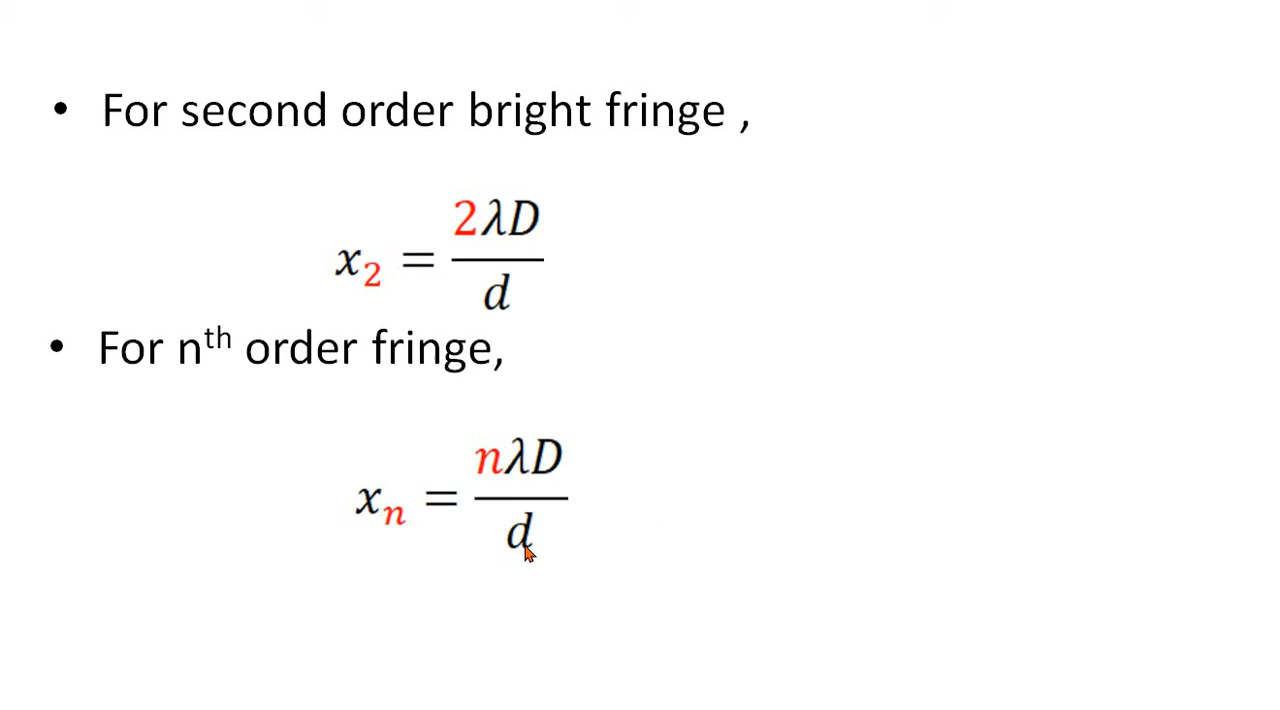 • For second order bright fringe ,
x₂ = 2λD/d
• For nᵗʰ order fringe,
xₙ = nλD/d